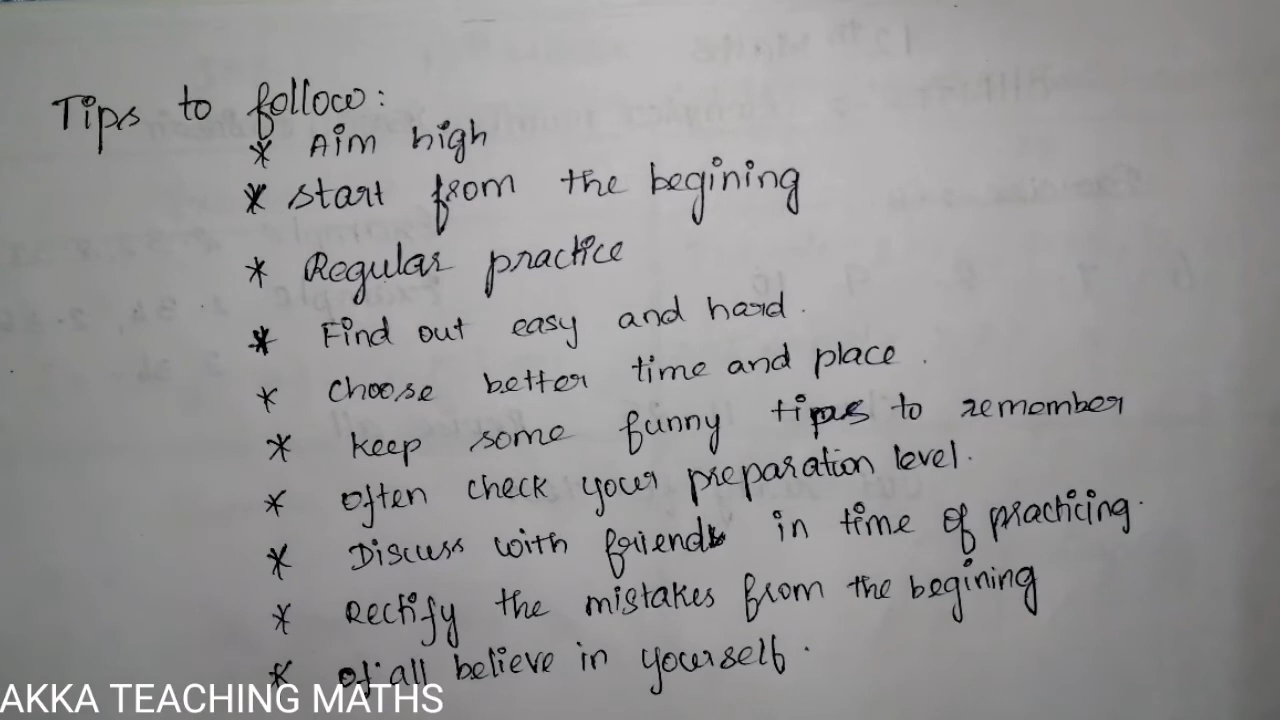 Tips to follow:
* Aim high
* start from the begining
* Regular practice
* Find out easy and hard.
* choose better time and place.
* keep some funny tips to remember
* often check your preparation level.
* Discuss with friends in time of practicing.
* Rectify the mistakes from the begining
* of all believe in yourself.
AKKA TEACHING MATHS